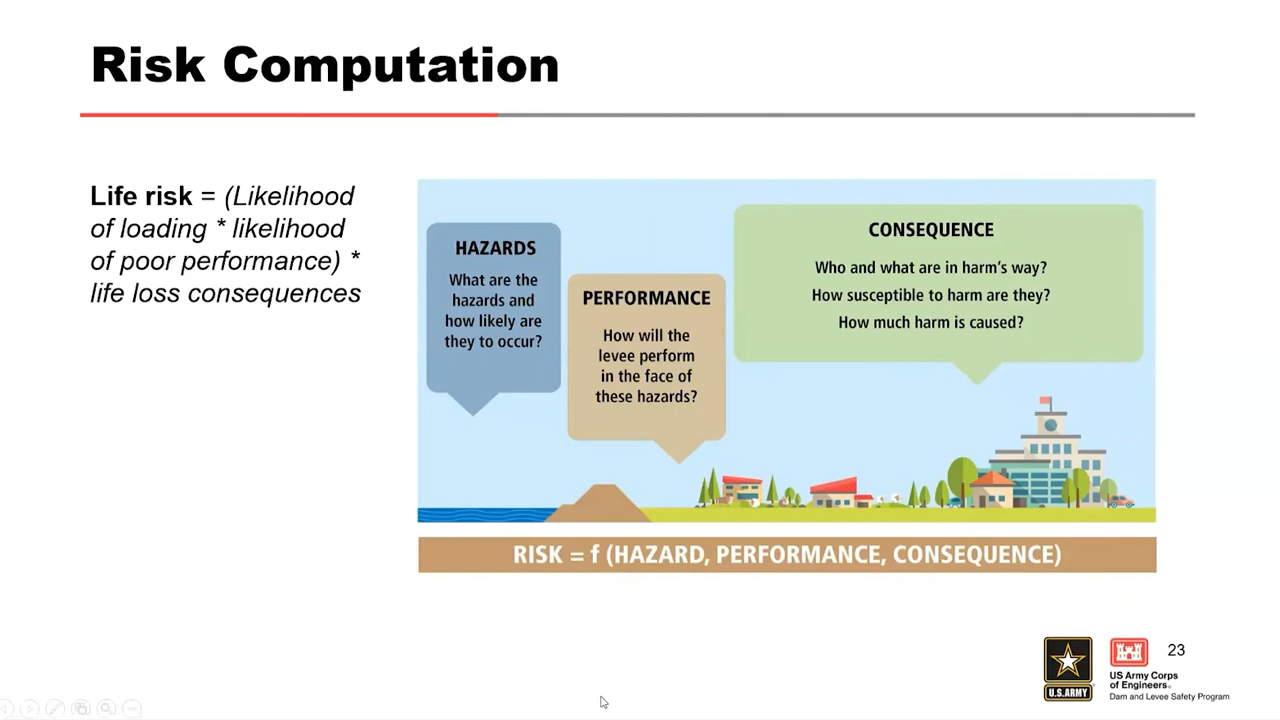 Risk Computation
Life risk = (Likelihood
of loading * likelihood
of poor performance) *
life loss consequences
HAZARDS
What are the
hazards and
how likely are
they to occur?
PERFORMANCE
How will the
levee perform
in the face of
these hazards?
CONSEQUENCE
Who and what are in harm's way?
How susceptible to harm are they?
How much harm is caused?
RISK = f (HAZARD, PERFORMANCE, CONSEQUENCE)
U.S.ARMY
US Army Corps
of Engineers®
Dam and Levee Safety Program
23